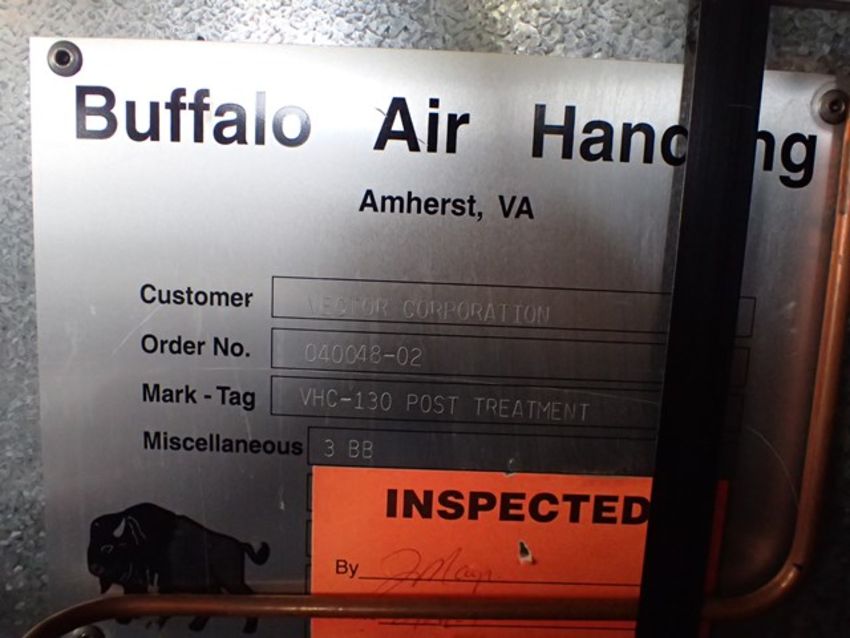 Buffalo Air Handling
Amherst, VA
Customer VECTOR CORPORATION
Order No. 040048-02
Mark - Tag VHC-130 POST TREATMENT
Miscellaneous 3 BB
INSPECTED
By